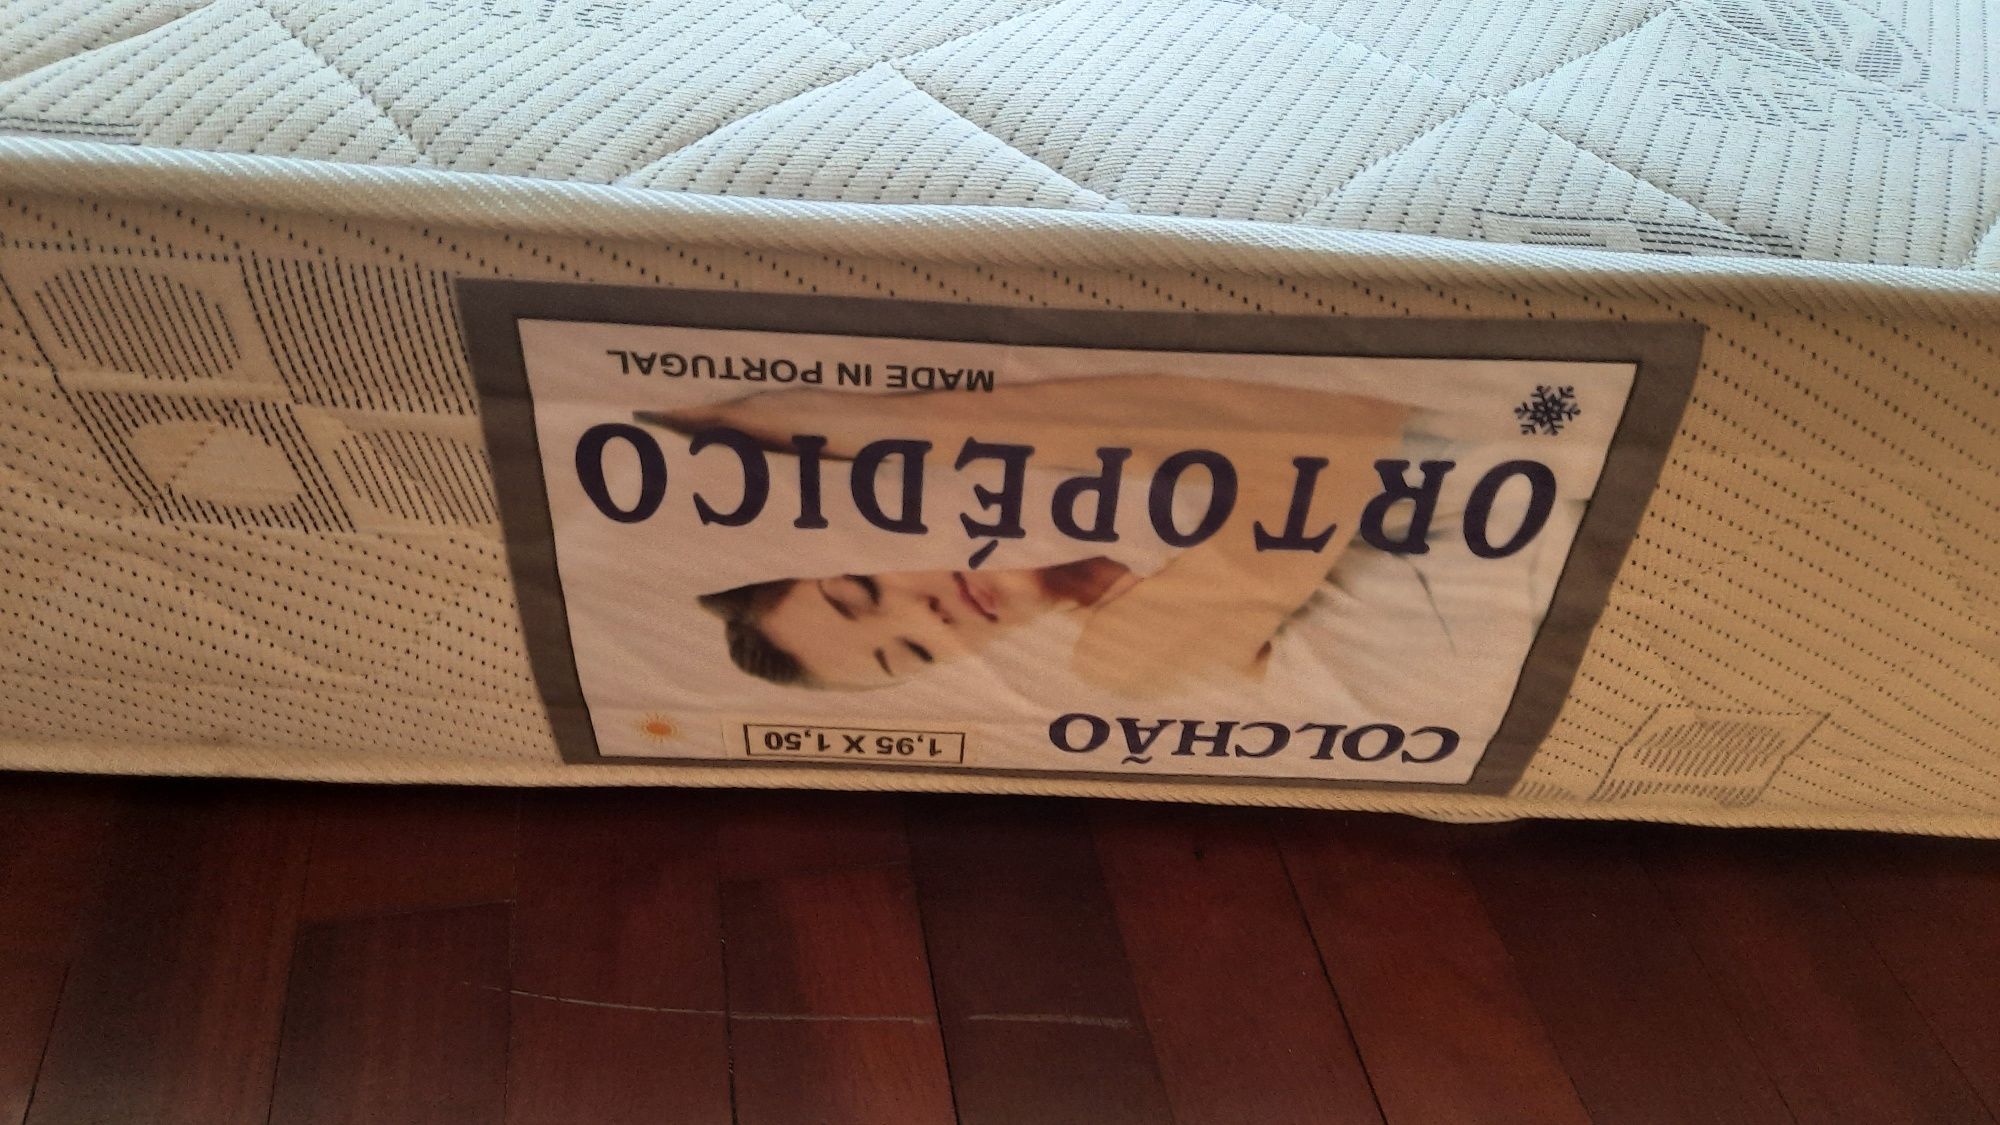 COLCHÃO
1,95 X 1,50
ORTOPÉDICO
MADE IN PORTUGAL